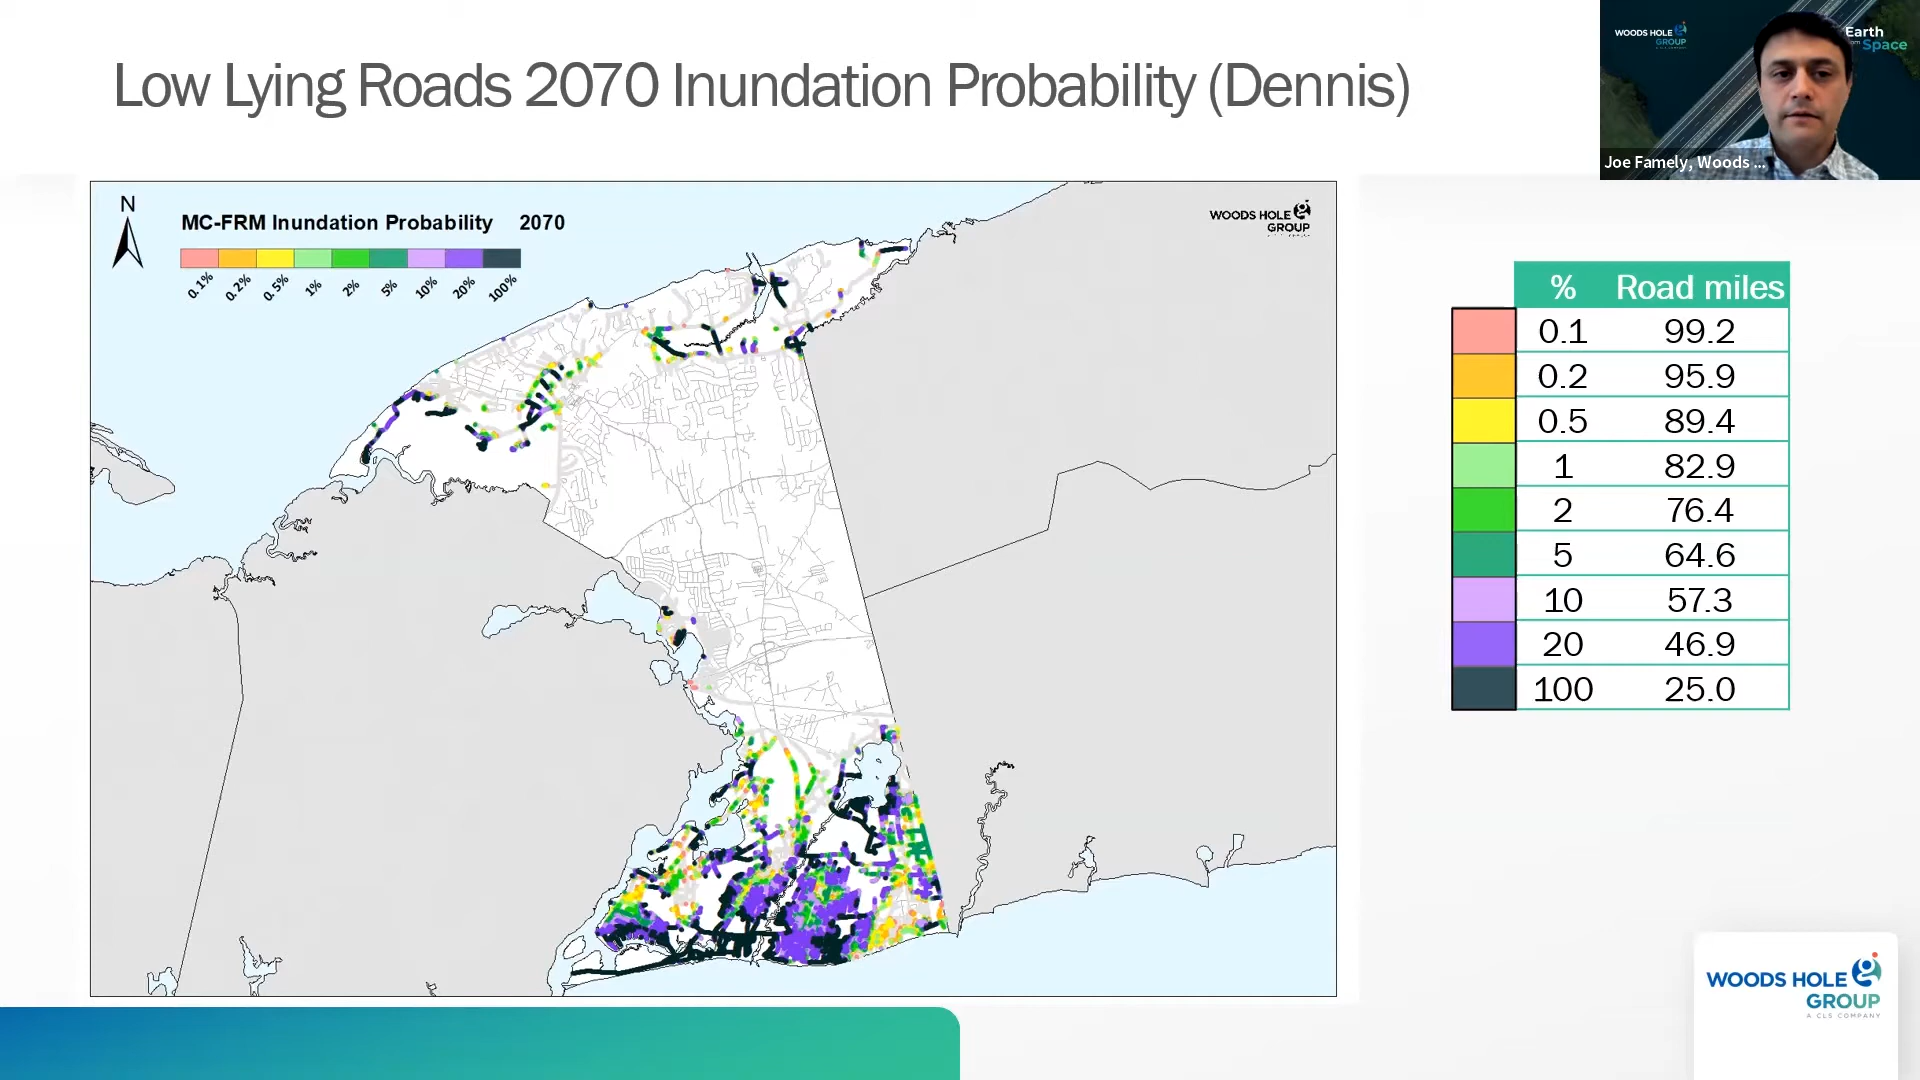 Low Lying Roads 2070 Inundation Probability (Dennis)
WOODS HOLE
GROUP
Earth
from Space
Joe Famely, Woods ...
N
MC-FRM Inundation Probability 2070
0.1% 0.2% 0.5% 1% 2% 5% 10% 20% 100%
WOODS HOLE
GROUP
% Road miles
0.1 99.2
0.2 95.9
0.5 89.4
1 82.9
2 76.4
5 64.6
10 57.3
20 46.9
100 25.0
WOODS HOLE
GROUP
A CLS COMPANY